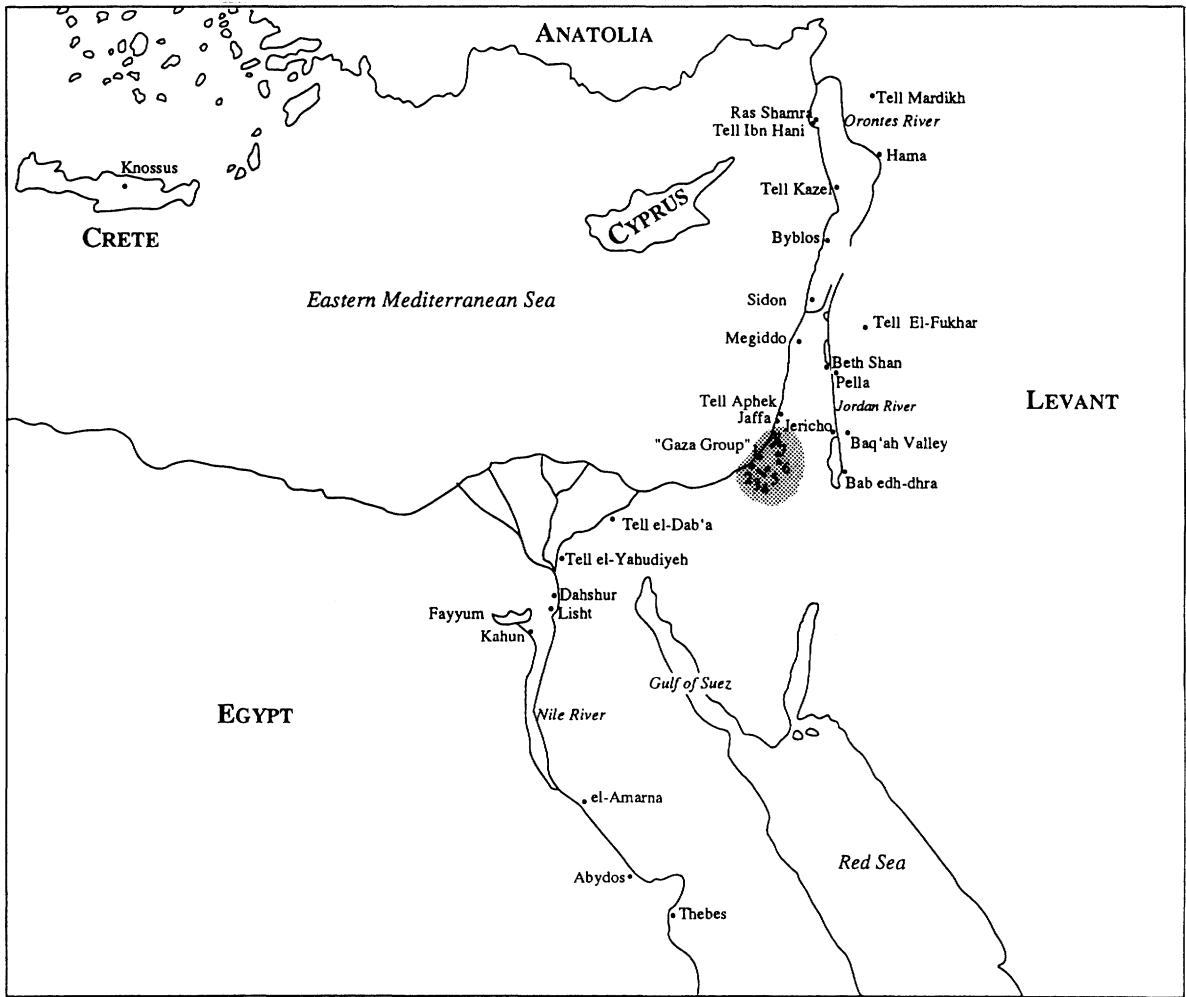 ANATOLIA
Tell Mardikh
Ras Shamra
Orontes River
Tell Ibn Hani
Hama
Knossus
Tell Kazel
CYPRUS
CRETE
Byblos
Eastern Mediterranean Sea
Sidon
Tell El-Fukhar
Megiddo
Beth Shan
Pella
LEVANT
Tell Aphek
Jordan River
Jaffa
Jericho
"Gaza Group"
Baq'ah Valley
Bab edh-dhra
Tell el-Dab'a
Tell el-Yahudiyeh
Dahshur
Fayyum
Lisht
Kahun
Gulf of Suez
EGYPT
Nile River
el-Amarna
Red Sea
Abydos
Thebes